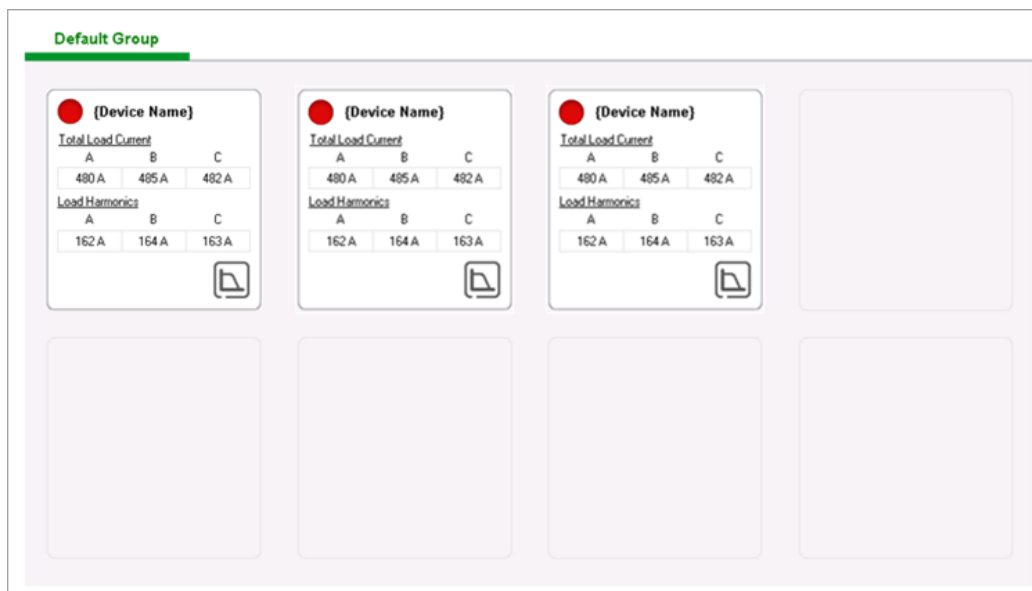 Default Group
{Device Name} {Device Name} {Device Name}
Total Load Current Total Load Current Total Load Current
A B C A B C A B C
480 A 485 A 482 A 480 A 485 A 482 A 480 A 485 A 482 A
Load Harmonics Load Harmonics Load Harmonics
A B C A B C A B C
162 A 164 A 163 A 162 A 164 A 163 A 162 A 164 A 163 A